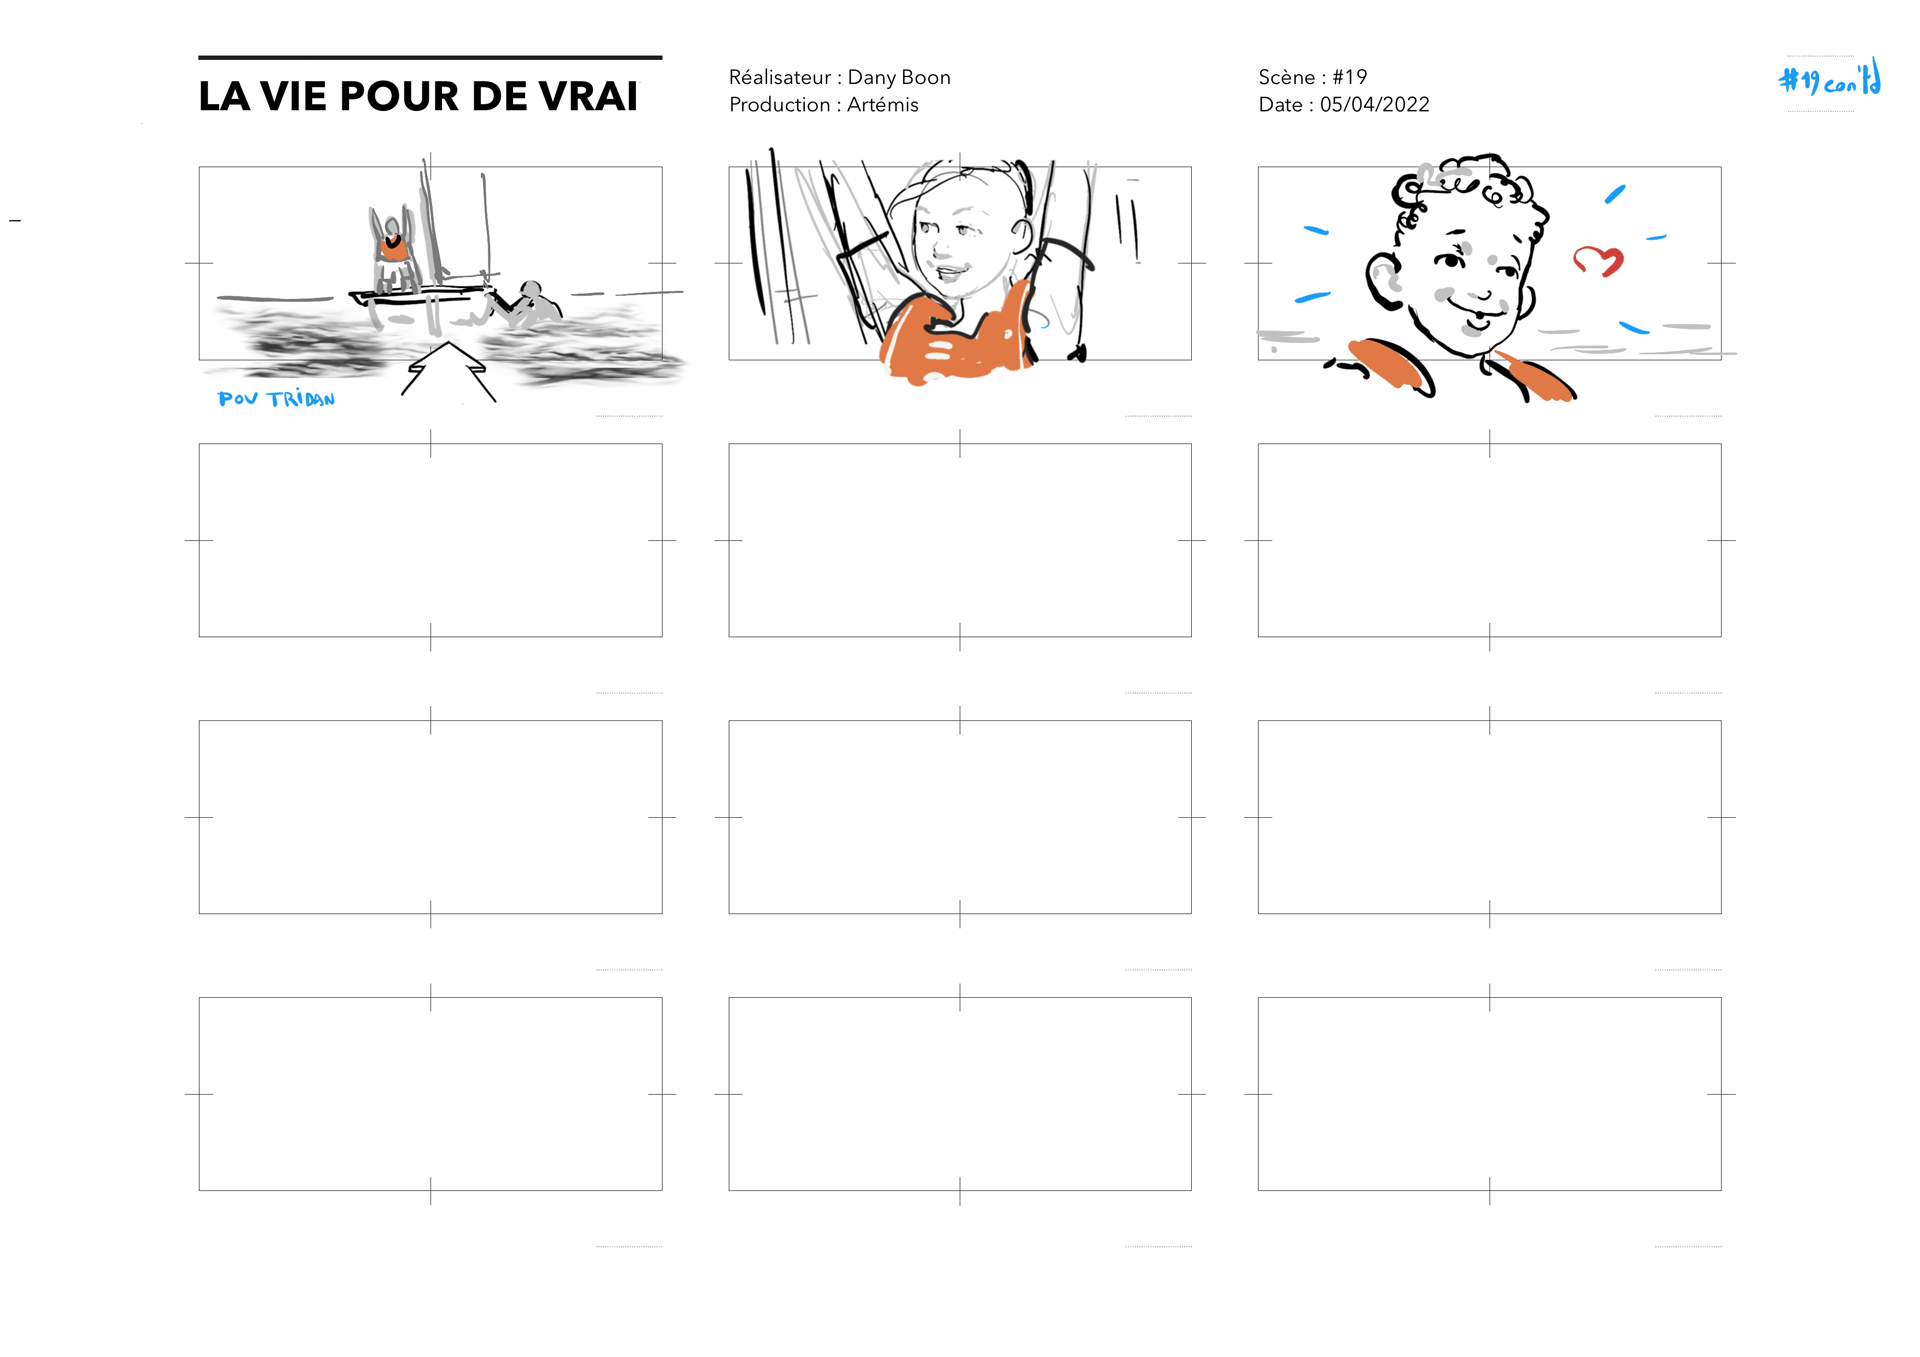 LA VIE POUR DE VRAI
Réalisateur : Dany Boon
Production : Artémis
Scène : #19
Date : 05/04/2022
#19 con'td
POV TRiDAN